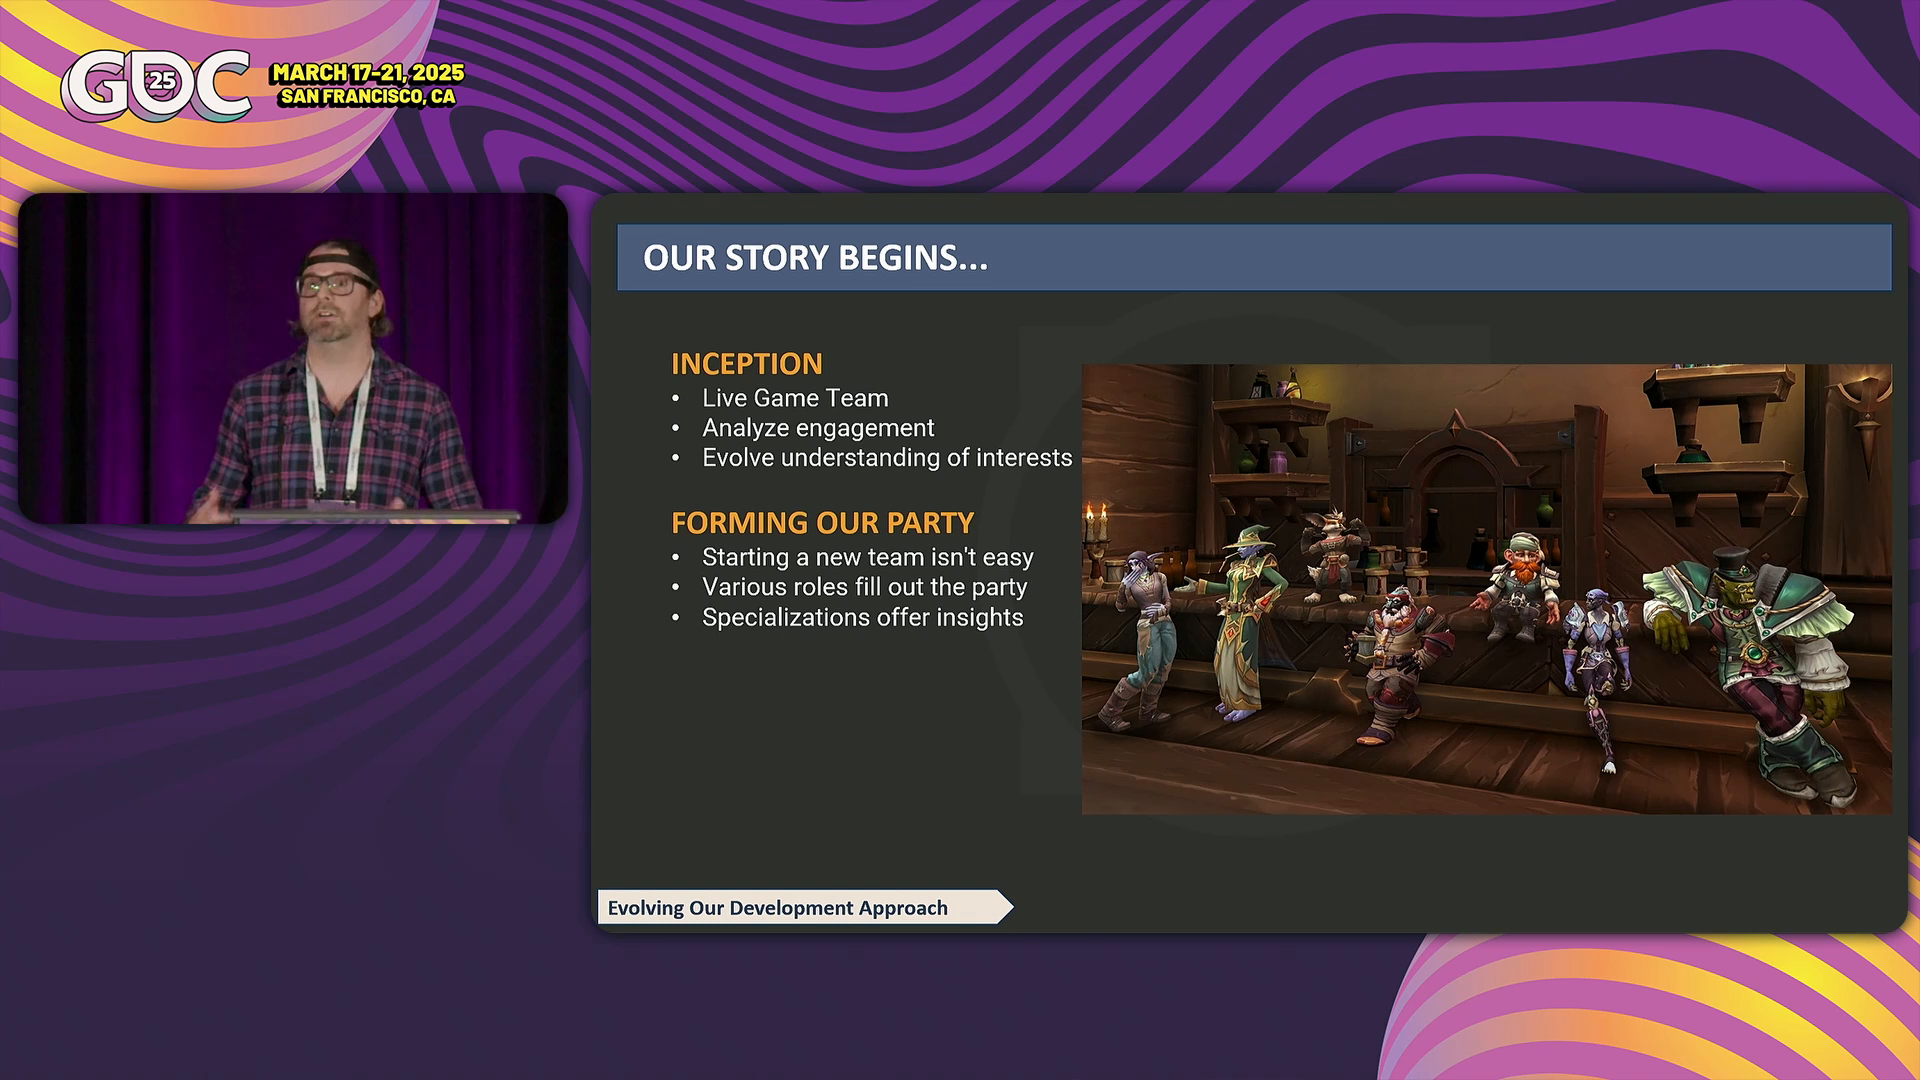 GDC
25
MARCH 17-21, 2025
SAN FRANCISCO, CA
OUR STORY BEGINS...
INCEPTION
• Live Game Team
• Analyze engagement
• Evolve understanding of interests
FORMING OUR PARTY
• Starting a new team isn't easy
• Various roles fill out the party
• Specializations offer insights
Evolving Our Development Approach